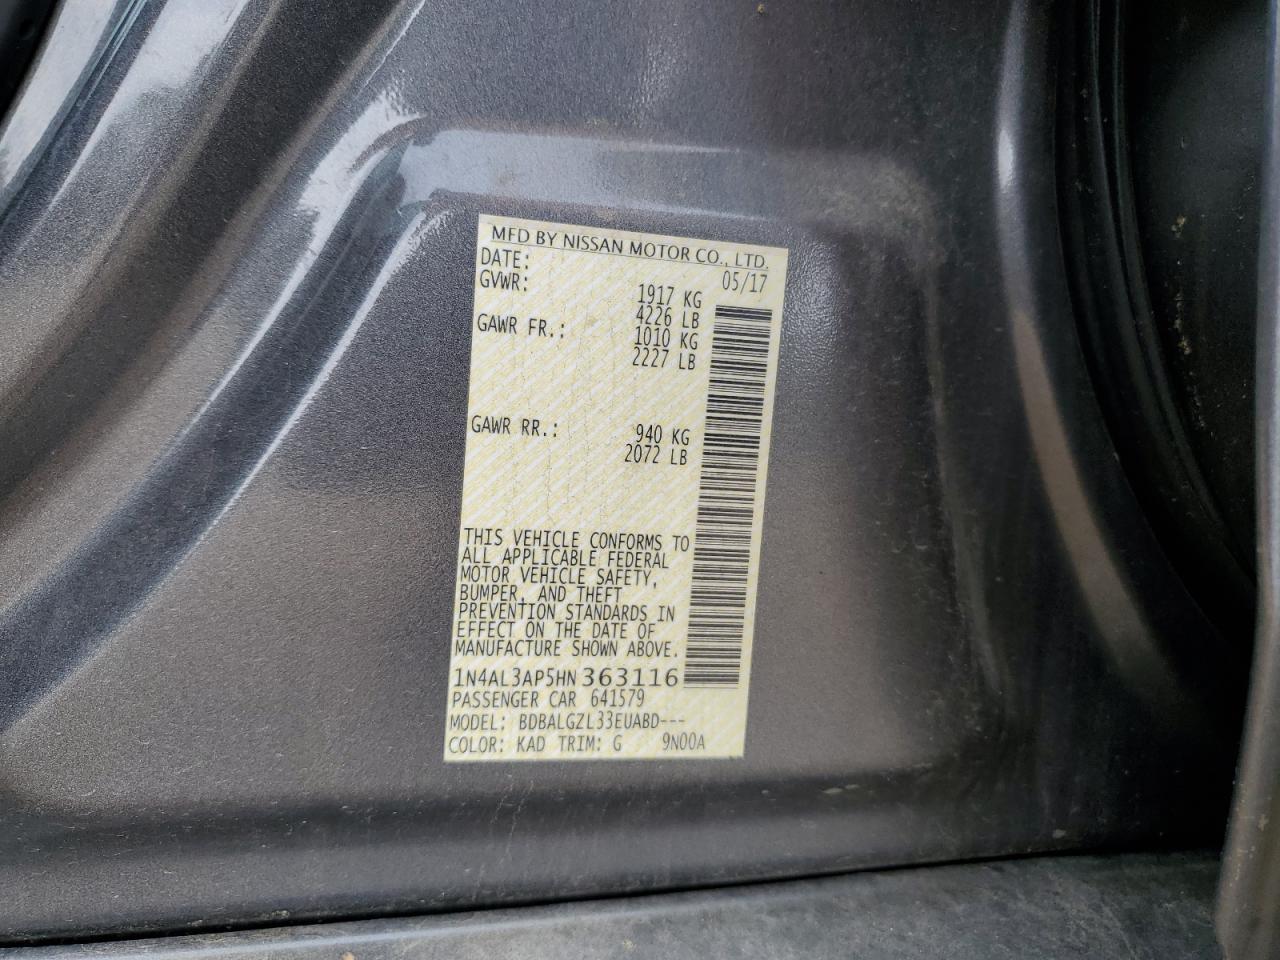 MFD BY NISSAN MOTOR CO., LTD.
DATE: 05/17
GVWR: 1917 KG
4226 LB
GAWR FR.: 1010 KG
2227 LB
GAWR RR.: 940 KG
2072 LB
THIS VEHICLE CONFORMS TO
ALL APPLICABLE FEDERAL
MOTOR VEHICLE SAFETY,
BUMPER, AND THEFT
PREVENTION STANDARDS IN
EFFECT ON THE DATE OF
MANUFACTURE SHOWN ABOVE.
1N4AL3AP5HN363116
PASSENGER CAR 641579
MODEL: BDBALGZL33EUABD---
COLOR: KAD TRIM: G 9N00A